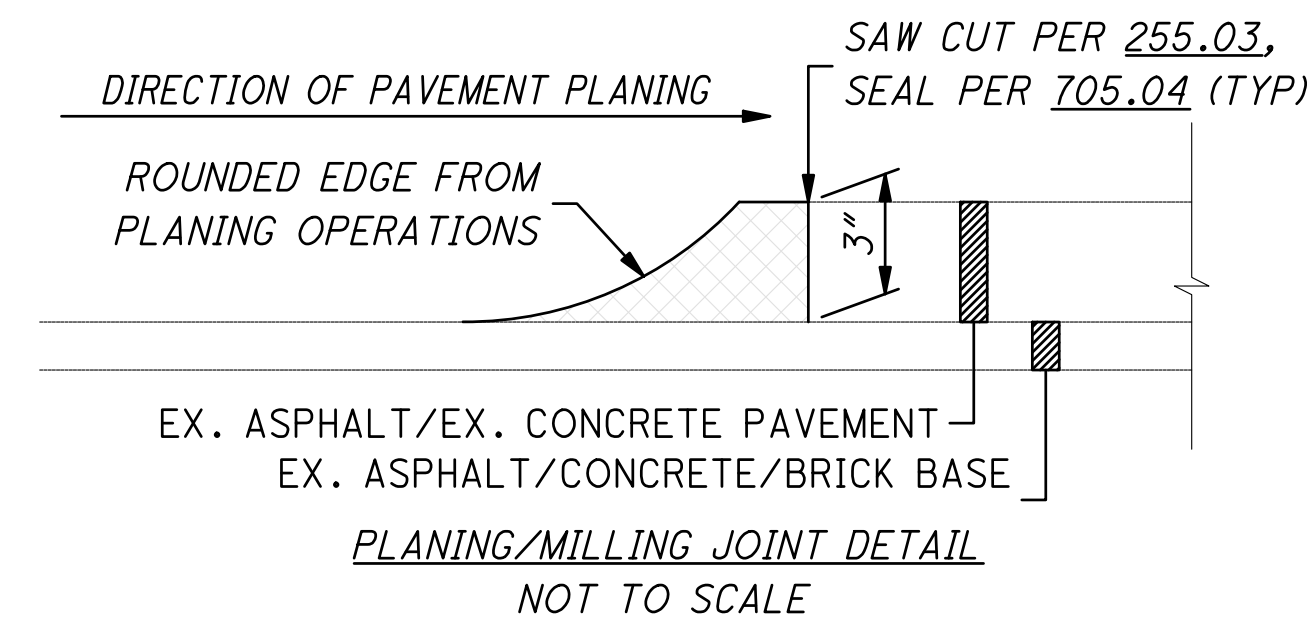 SAW CUT PER 255.03,
SEAL PER 705.04 (TYP)
DIRECTION OF PAVEMENT PLANING
ROUNDED EDGE FROM
PLANING OPERATIONS
3"
EX. ASPHALT/EX. CONCRETE PAVEMENT
EX. ASPHALT/CONCRETE/BRICK BASE
PLANING/MILLING JOINT DETAIL
NOT TO SCALE